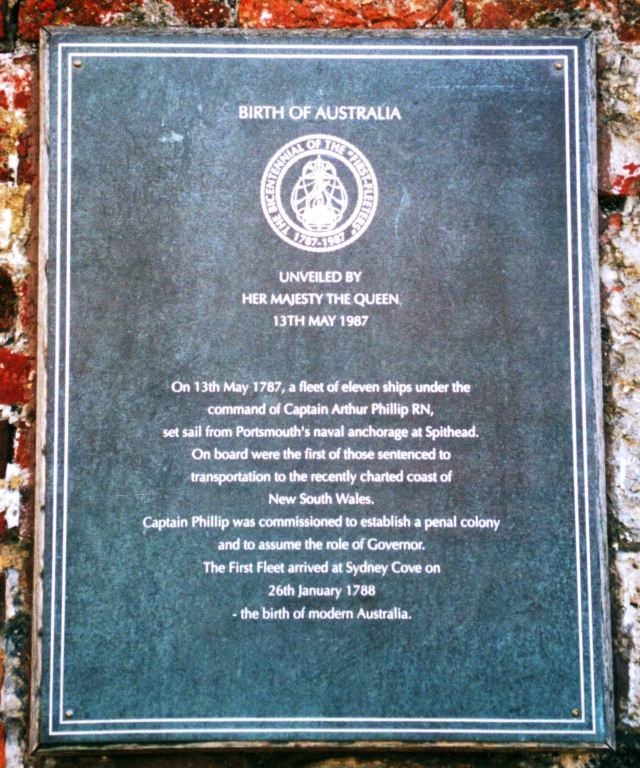 BIRTH OF AUSTRALIA
THE BICENTENNIAL OF THE "FIRST-FLEETERS"
1787-1987
UNVEILED BY
HER MAJESTY THE QUEEN
13TH MAY 1987
On 13th May 1787, a fleet of eleven ships under the
command of Captain Arthur Phillip RN,
set sail from Portsmouth's naval anchorage at Spithead.
On board were the first of those sentenced to
transportation to the recently charted coast of
New South Wales.
Captain Phillip was commissioned to establish a penal colony
and to assume the role of Governor.
The First Fleet arrived at Sydney Cove on
26th January 1788
- the birth of modern Australia.